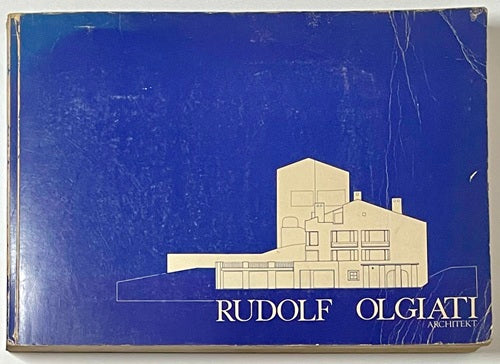 RUDOLF OLGIATI
ARCHITEKT